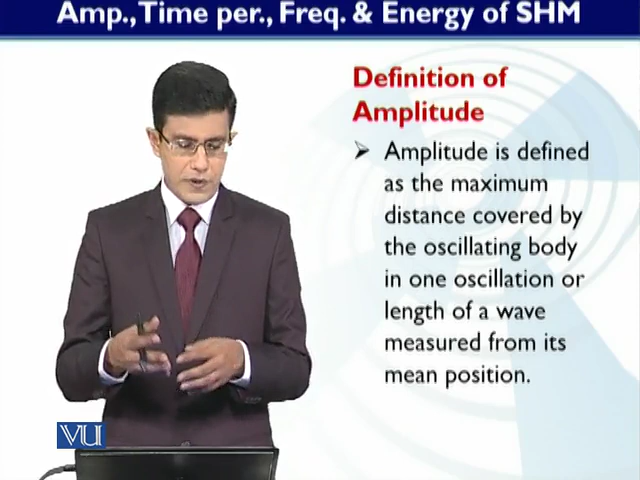 Amp., Time per., Freq. & Energy of SHM
Definition of
Amplitude
➢ Amplitude is defined
as the maximum
distance covered by
the oscillating body
in one oscillation or
length of a wave
measured from its
mean position.
VU